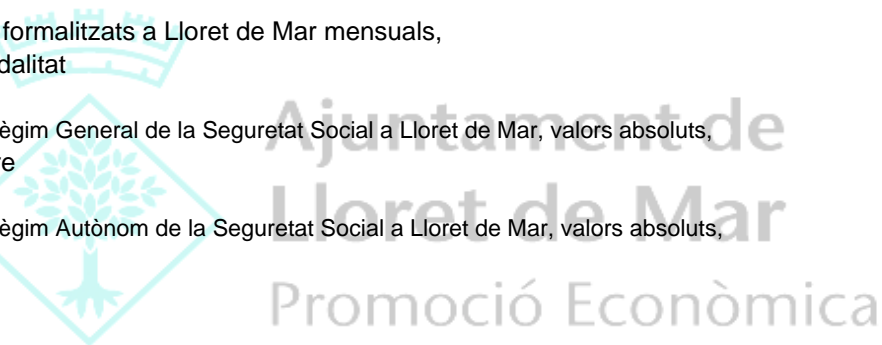 formalitzats a Lloret de Mar mensuals,
dalitat
ègim General de la Seguretat Social a Lloret de Mar, valors absoluts,
e
ègim Autònom de la Seguretat Social a Lloret de Mar, valors absoluts,
Ajuntament de
Lloret de Mar
Promoció Econòmica